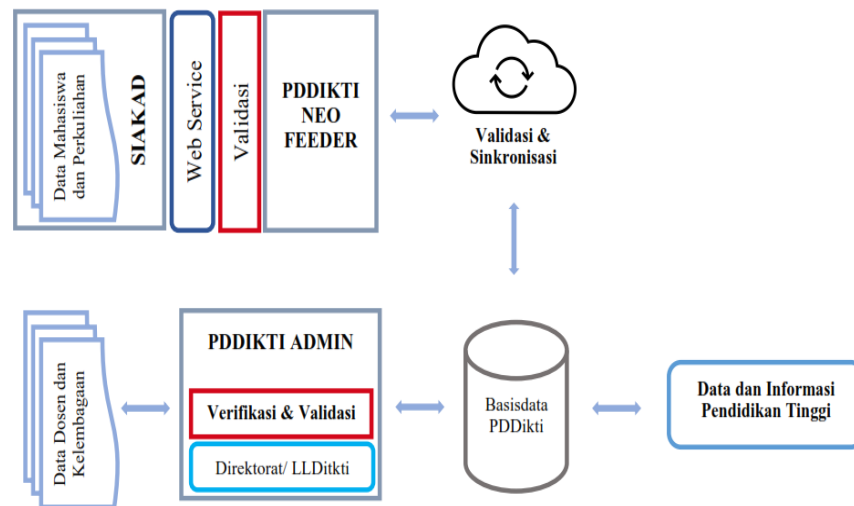 Data Mahasiswa
dan Perkuliahan
SIAKAD
Web Service
Validasi
PDDIKTI
NEO
FEEDER
Validasi &
Sinkronisasi
Data Dosen dan
Kelembagaan
PDDIKTI ADMIN
Verifikasi & Validasi
Direktorat/ LLDitkti
Basisdata
PDDikti
Data dan Informasi
Pendidikan Tinggi